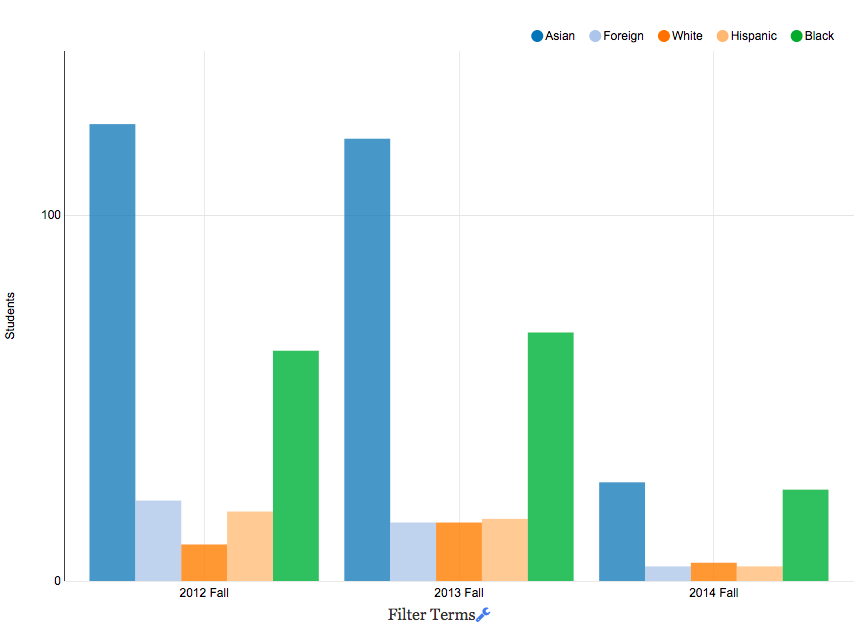 Asian Foreign White Hispanic Black
100
Students
0
2012 Fall 2013 Fall 2014 Fall
Filter Terms